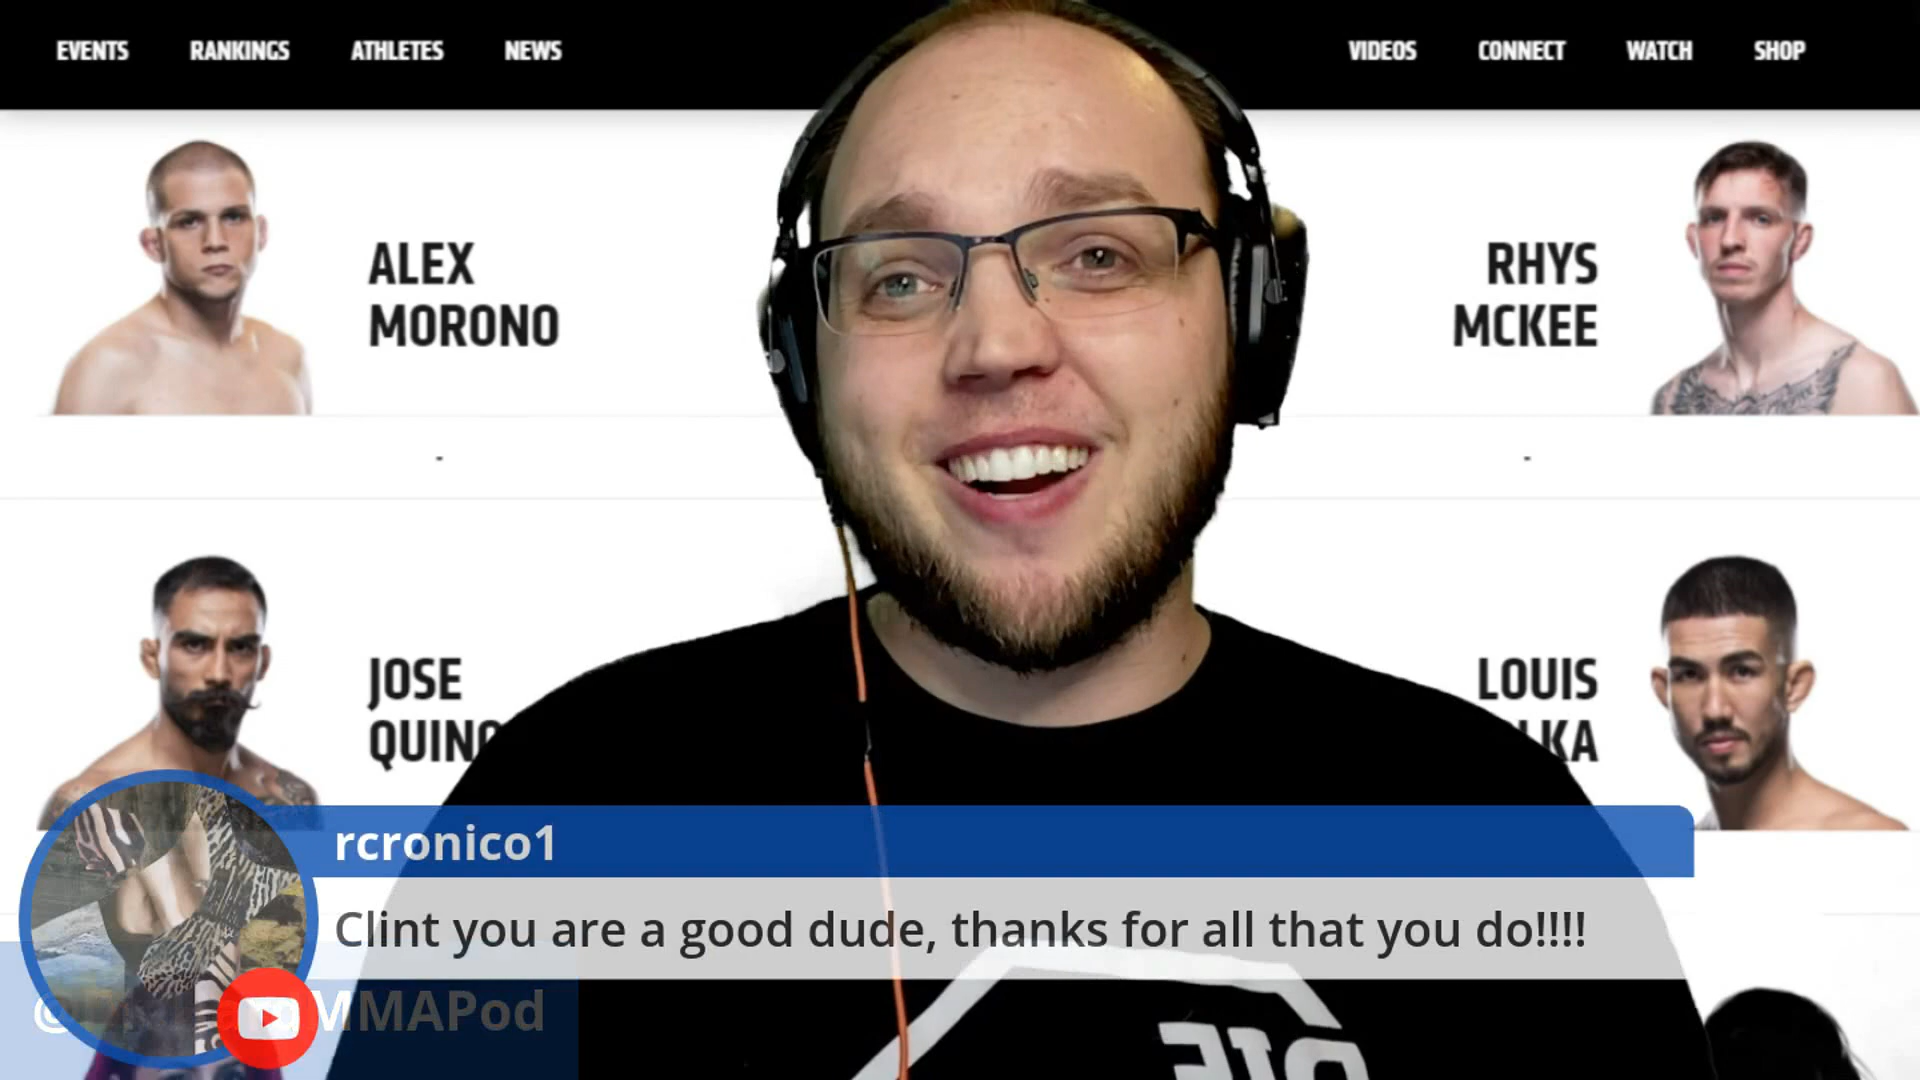 EVENTS RANKINGS ATHLETES NEWS VIDEOS CONNECT WATCH SHOP
ALEX
MORONO
RHYS
MCKEE
-
-
JOSE
LOUIS
rcronico1
Clint you are a good dude, thanks for all that you do!!!!